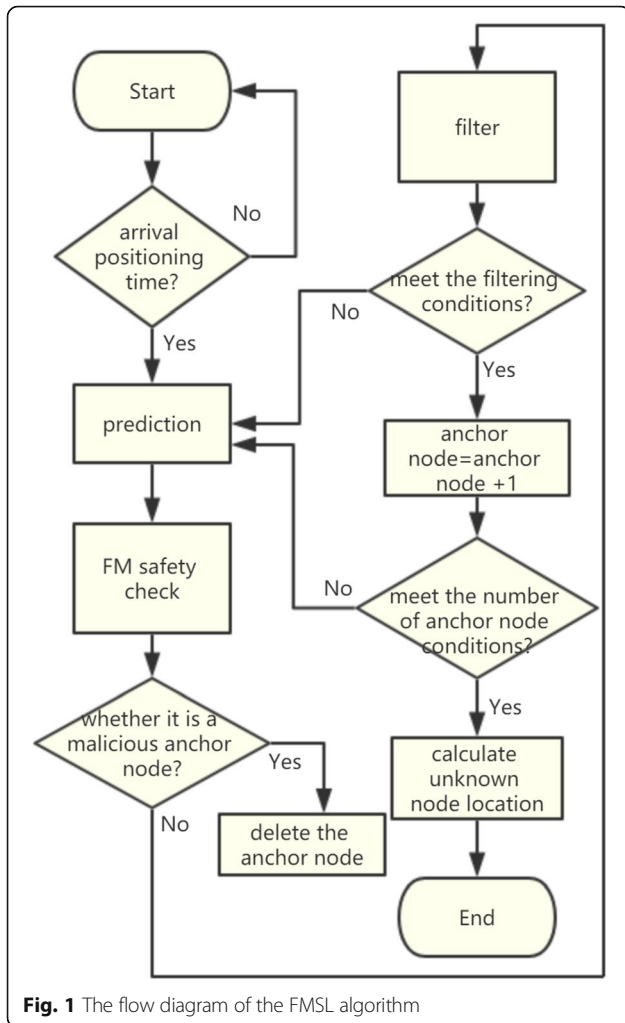 Start
arrival
positioning
time?
No
Yes
prediction
FM safety
check
whether it is a
malicious anchor
node?
Yes
delete the
anchor node
No
filter
meet the filtering
conditions?
No
Yes
anchor
node=anchor
node +1
meet the number
of anchor node
conditions?
No
Yes
calculate
unknown
node location
End
Fig. 1 The flow diagram of the FMSL algorithm